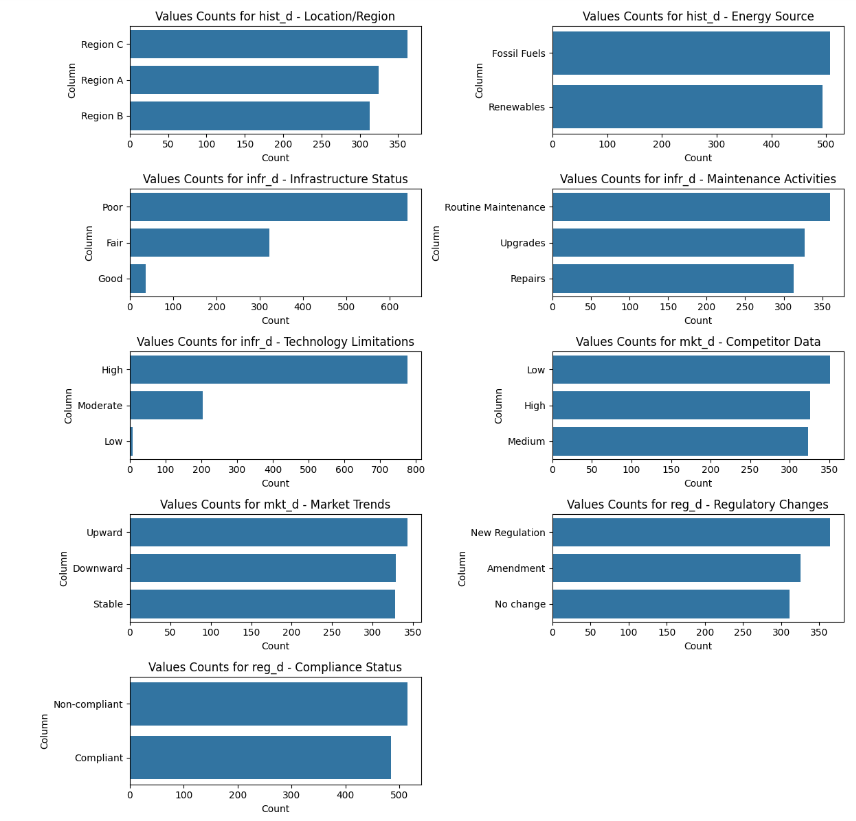 Values Counts for hist_d - Location/Region
Column
Region C
Region A
Region B
0 50 100 150 200 250 300 350
Count
Values Counts for hist_d - Energy Source
Column
Fossil Fuels
Renewables
0 100 200 300 400 500
Count
Values Counts for infr_d - Infrastructure Status
Column
Poor
Fair
Good
0 100 200 300 400 500 600
Count
Values Counts for infr_d - Maintenance Activities
Column
Routine Maintenance
Upgrades
Repairs
0 50 100 150 200 250 300 350
Count
Values Counts for infr_d - Technology Limitations
Column
High
Moderate
Low
0 100 200 300 400 500 600 700 800
Count
Values Counts for mkt_d - Competitor Data
Column
Low
High
Medium
0 50 100 150 200 250 300 350
Count
Values Counts for mkt_d - Market Trends
Column
Upward
Downward
Stable
0 50 100 150 200 250 300 350
Count
Values Counts for reg_d - Regulatory Changes
Column
New Regulation
Amendment
No change
0 50 100 150 200 250 300 350
Count
Values Counts for reg_d - Compliance Status
Column
Non-compliant
Compliant
0 100 200 300 400 500
Count